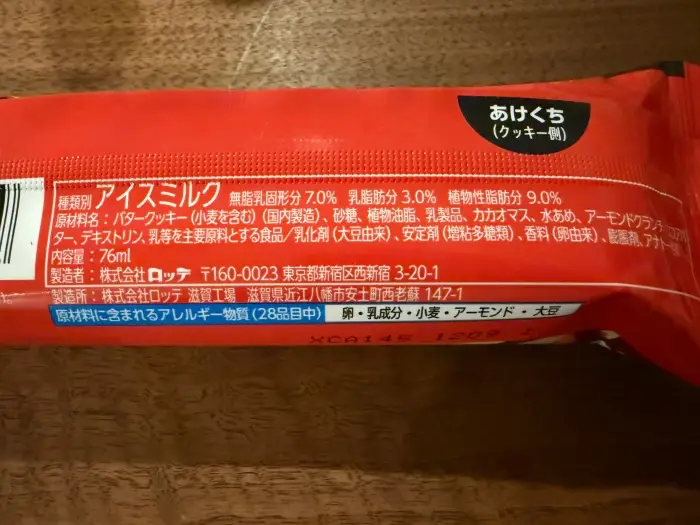 あけくち
(クッキー側)
種類別 アイスミルク 無脂乳固形分 7.0% 乳脂肪分 3.0% 植物性脂肪分 9.0%
原材料名：バタークッキー(小麦を含む)(国内製造)、砂糖、植物油脂、乳製品、カカオマス、水あめ、アーモンドクランチ、
ター、デキストリン、乳等を主要原料とする食品／乳化剤(大豆由来)、安定剤(増粘多糖類)、香料(卵由来)、膨脹剤、アナトー
内容量：76ml
製造者：株式会社ロッテ 〒160-0023 東京都新宿区西新宿 3-20-1
製造所：株式会社ロッテ 滋賀工場 滋賀県近江八幡市安土町西老蘇 147-1
原材料に含まれるアレルギー物質(28品目中) 卵・乳成分・小麦・アーモンド・大豆